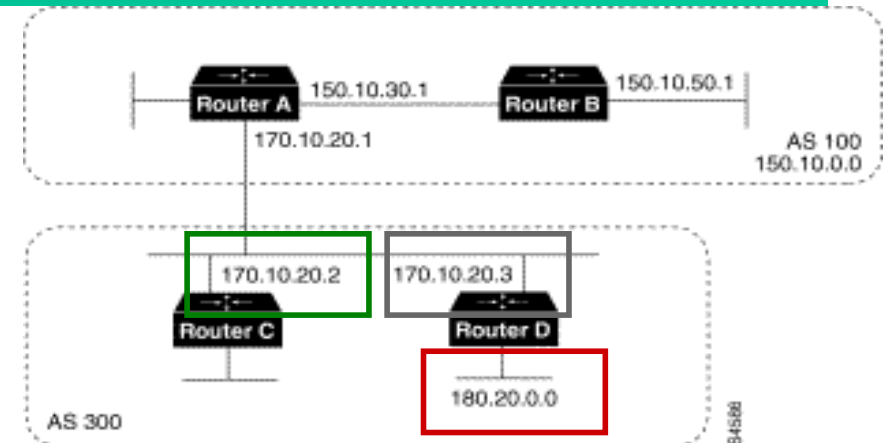 150.10.30.1
150.10.50.1
Router A
Router B
170.10.20.1
AS 100
150.10.0.0
170.10.20.2
170.10.20.3
Router C
Router D
180.20.0.0
AS 300
S4586